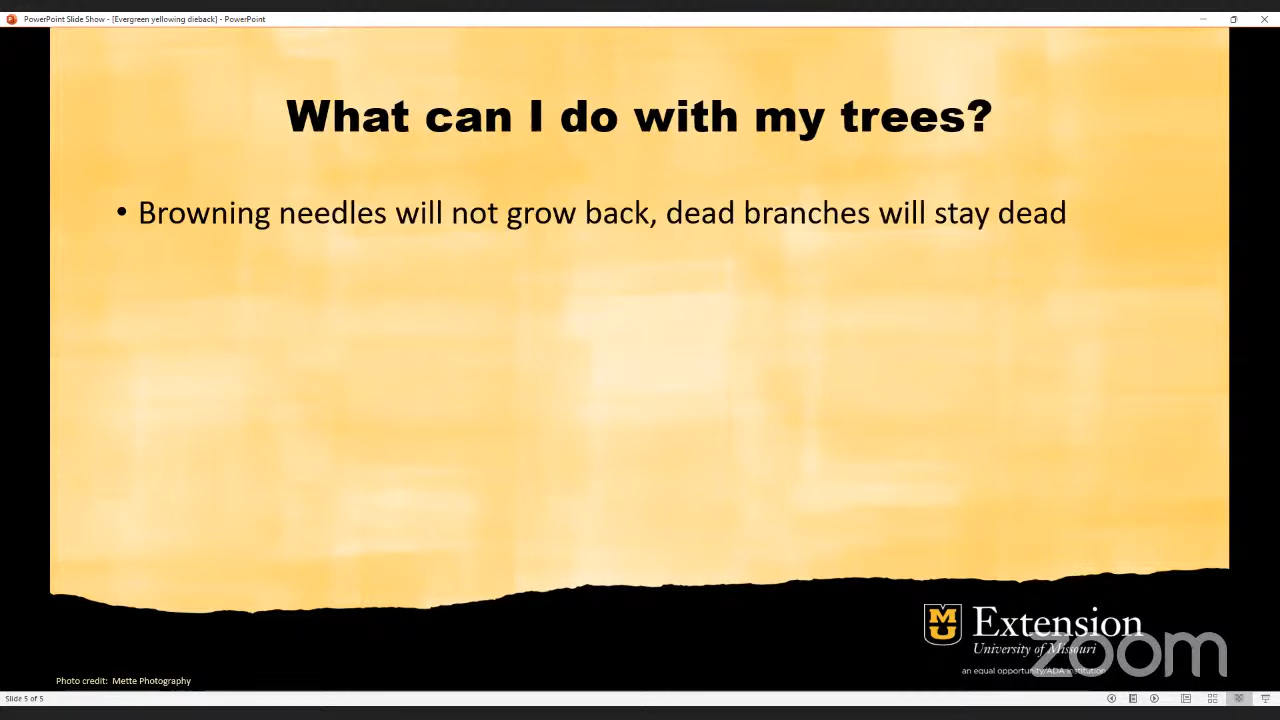 PowerPoint Slide Show - [Evergreen yellowing dieback] - PowerPoint
What can I do with my trees?
• Browning needles will not grow back, dead branches will stay dead
MU
Extension
University of Missouri
an equal opportunity/ADA institution
zoom
Photo credit: Mette Photography
Slide 5 of 5